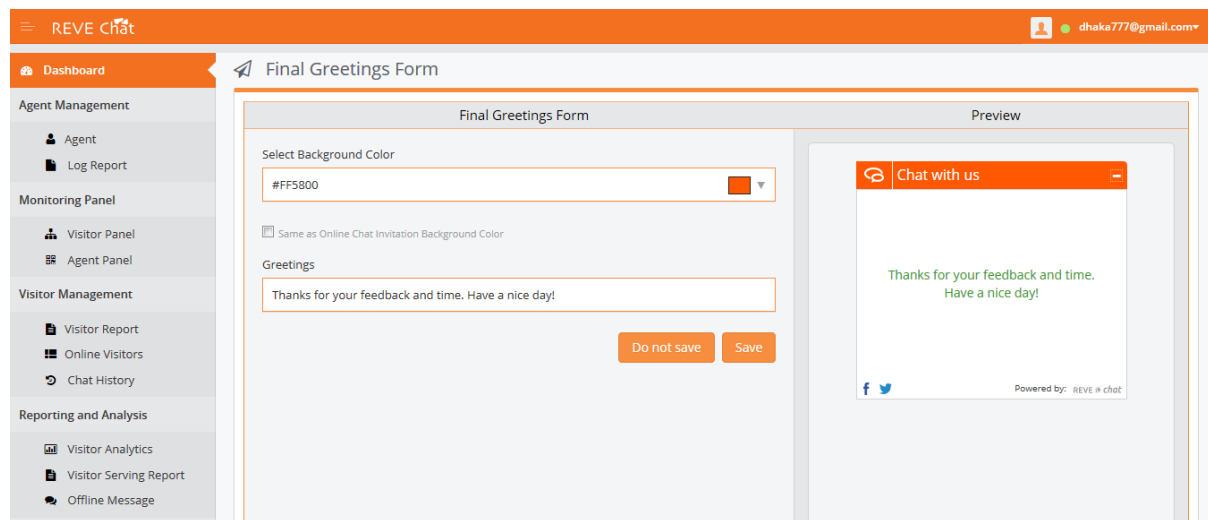 REVE Chat
dhaka777@gmail.com
Dashboard
Agent Management
Agent
Log Report
Monitoring Panel
Visitor Panel
Agent Panel
Visitor Management
Visitor Report
Online Visitors
Chat History
Reporting and Analysis
Visitor Analytics
Visitor Serving Report
Offline Message
Final Greetings Form
Final Greetings Form
Select Background Color
#FF5800
Same as Online Chat Invitation Background Color
Greetings
Thanks for your feedback and time. Have a nice day!
Do not save Save
Preview
Chat with us
Thanks for your feedback and time.
Have a nice day!
f
Powered by: REVE chat